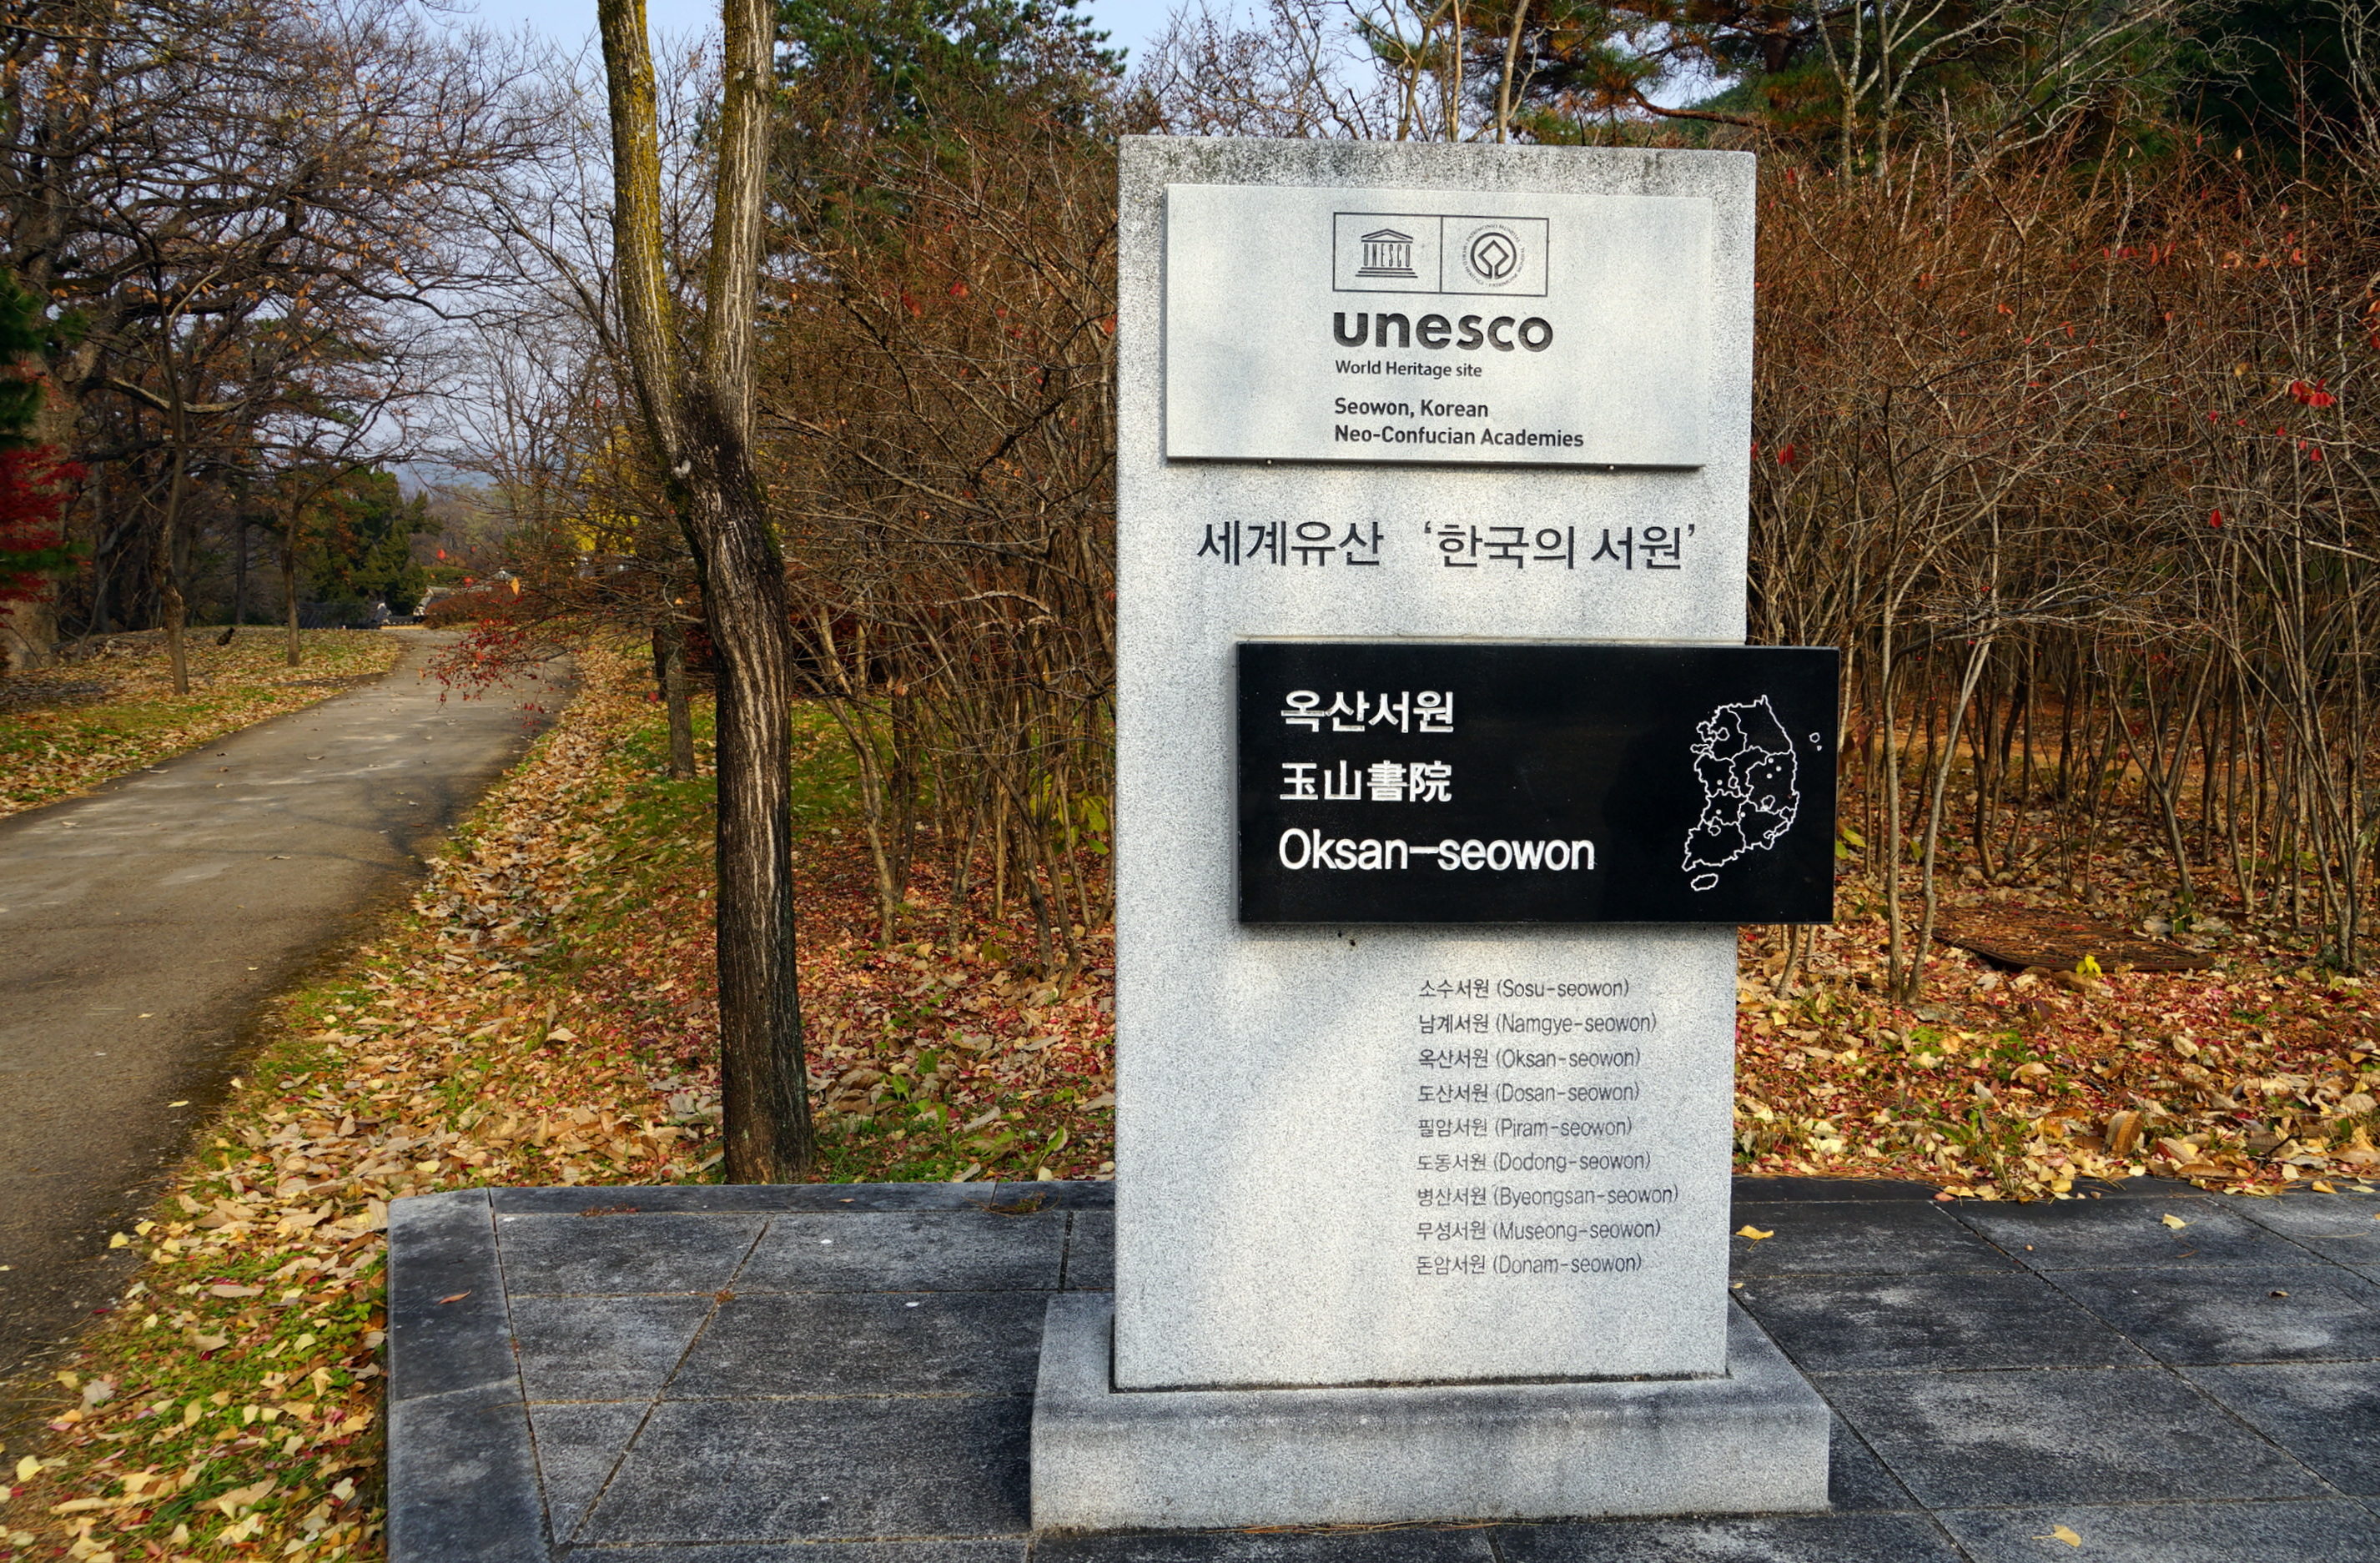 UNESCO
unesco
World Heritage site
Seowon, Korean
Neo-Confucian Academies
세계유산 ‘한국의 서원’
옥산서원
玉山書院
Oksan-seowon
소수서원 (Sosu-seowon)
남계서원 (Namgye-seowon)
옥산서원 (Oksan-seowon)
도산서원 (Dosan-seowon)
필암서원 (Piram-seowon)
도동서원 (Dodong-seowon)
병산서원 (Byeongsan-seowon)
무성서원 (Museong-seowon)
돈암서원 (Donam-seowon)